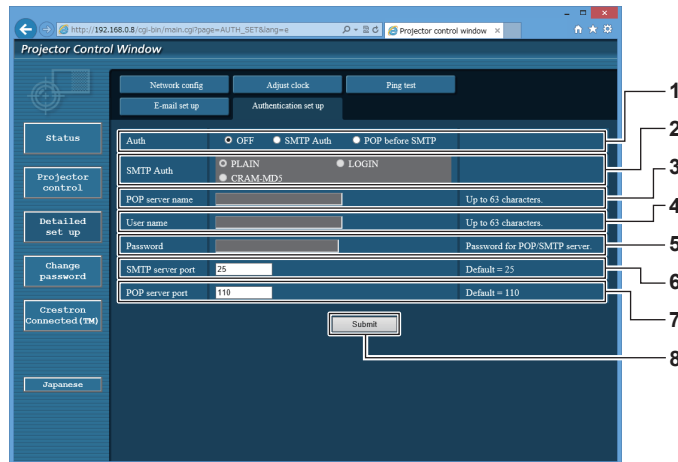 http://192.168.0.8/cgi-bin/main.cgi?page=AUTH_SET&lang=e
Projector control window
Projector Control Window
Network config Adjust clock Ping test
E-mail set up Authentication set up
Status
Projector control
Detailed set up
Change password
Crestron Connected(TM)
Japanese
Auth OFF SMTP Auth POP before SMTP
SMTP Auth PLAIN LOGIN
CRAM-MD5
POP server name Up to 63 characters.
User name Up to 63 characters.
Password Password for POP/SMTP server.
SMTP server port 25 Default = 25
POP server port 110 Default = 110
Submit
1
2
3
4
5
6
7
8